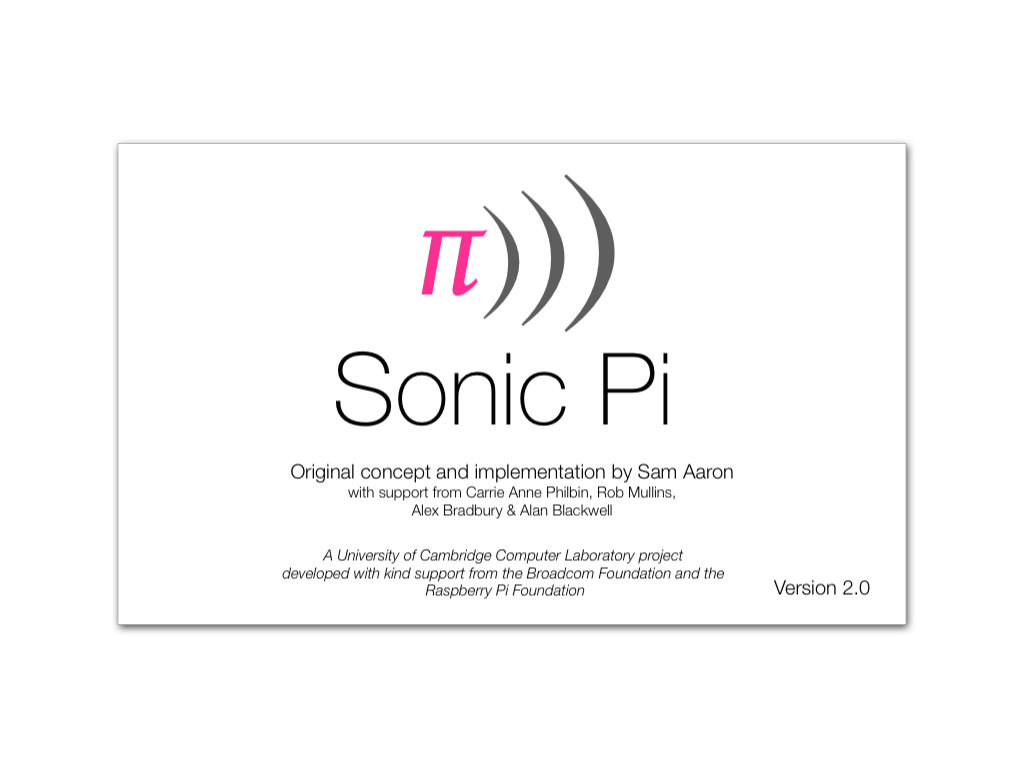 π
Sonic Pi
Original concept and implementation by Sam Aaron
with support from Carrie Anne Philbin, Rob Mullins,
Alex Bradbury & Alan Blackwell
A University of Cambridge Computer Laboratory project
developed with kind support from the Broadcom Foundation and the
Raspberry Pi Foundation
Version 2.0